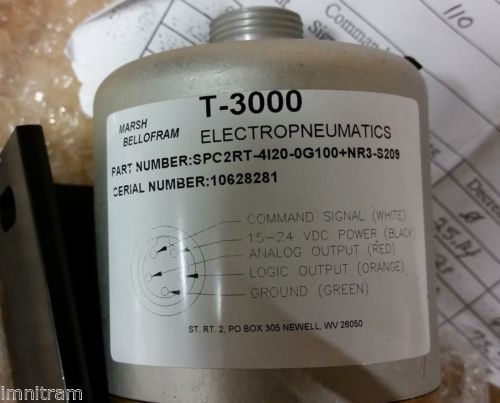 110
T-3000
MARSH
BELLOFRAM
ELECTROPNEUMATICS
PART NUMBER:SPC2RT-4I20-0G100+NR3-S209
CERIAL NUMBER:10628281
COMMAND SIGNAL (WHITE)
15-24 VDC POWER (BLACK)
ANALOG OUTPUT (RED)
LOGIC OUTPUT (ORANGE)
GROUND (GREEN)
ST. RT. 2, PO BOX 305 NEWELL, WV 26050
imnitram